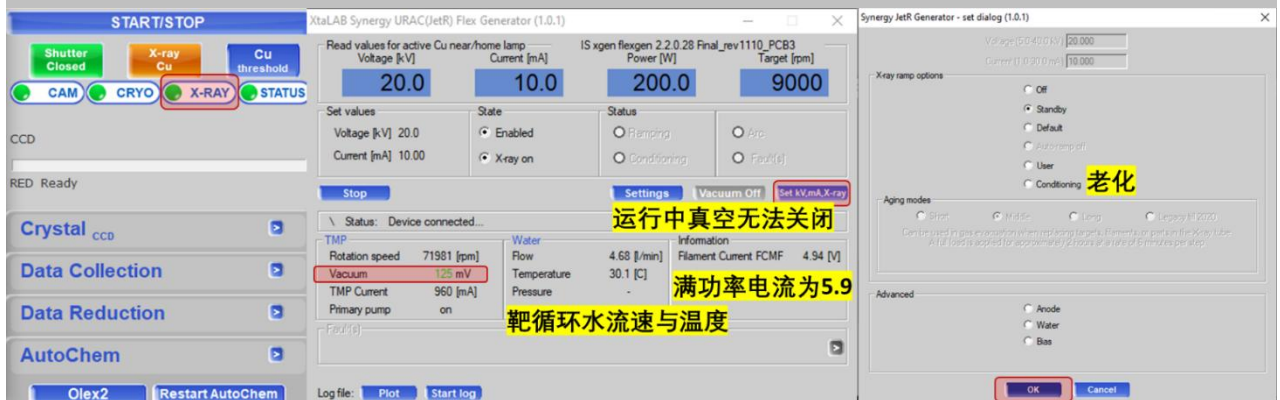 START/STOP
Shutter Closed
X-ray Cu
Cu threshold
CAM
CRYO
X-RAY
STATUS
CCD
RED Ready
Crystal CCD
Data Collection
Data Reduction
AutoChem
Olex2
Restart AutoChem
XtaLAB Synergy URAC(JetR) Flex Generator (1.0.1)
Read values for active Cu near/home lamp
IS xgen flexgen 2.2.0.28 Final_rev1110_PCB3
Voltage [kV]
Current [mA]
Power [W]
Target [rpm]
20.0
10.0
200.0
9000
Set values
State
Status
Voltage [kV] 20.0
Enabled
Ramping
Arc
Current [mA] 10.00
X-ray on
Conditioning
Fault(s)
Stop
Settings
Vacuum Off
Set kV,mA,X-ray
\ Status: Device connected...
运行中真空无法关闭
TMP
Water
Information
Rotation speed 71981 [rpm]
Flow 4.68 [l/min]
Filament Current FCMF 4.94 [V]
Vacuum 125 mV
Temperature 30.1 [C]
TMP Current 960 [mA]
Pressure -
满功率电流为5.9
Primary pump on
靶循环水流速与温度
Fault(s)
Log file:
Plot
Start log
Synergy JetR Generator - set dialog (1.0.1)
20.000
10.000
X-ray ramp options
Off
Standby
Default
Auto ramp off
User
Conditioning
老化
Aging modes
Short
Middle
Long
Advanced
Anode
Water
Bias
OK
Cancel